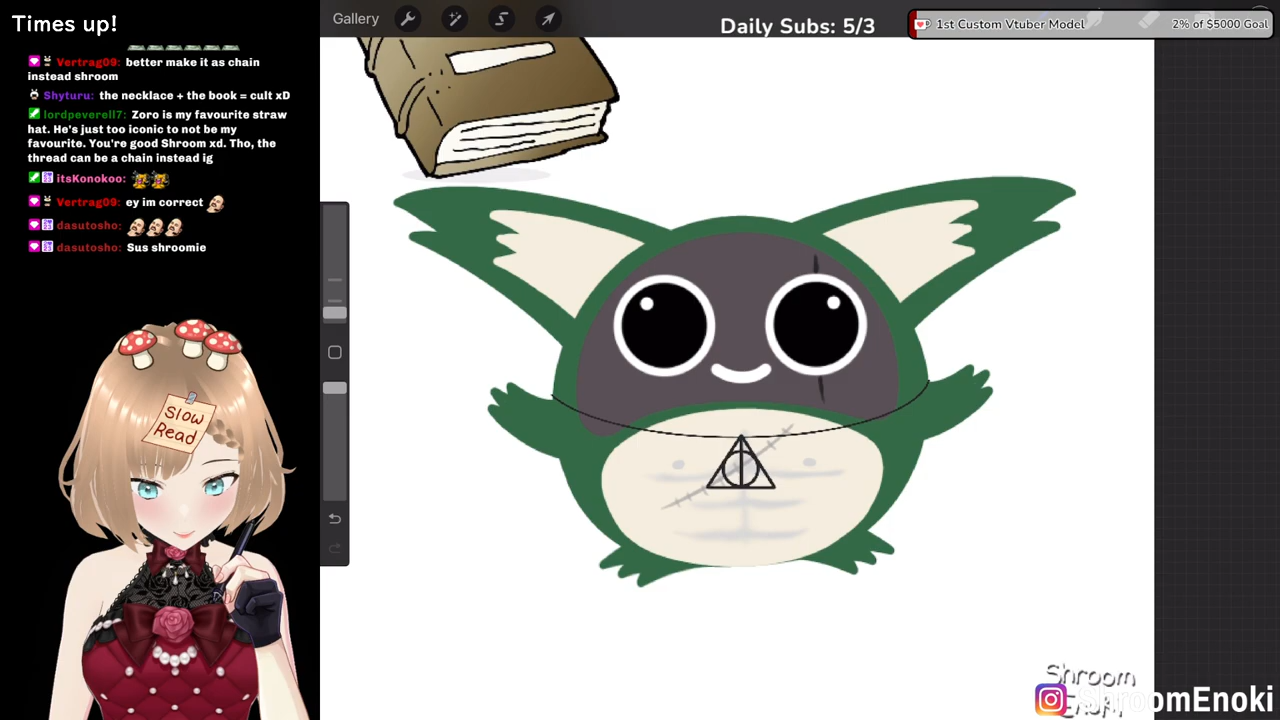 Times up!
Gallery
Daily Subs: 5/3
1st Custom Vtuber Model
2% of $5000 Goal
Vertrag09: better make it as chain
instead shroom
Shyturu: the necklace + the book = cult xD
lordpeverell7: Zoro is my favourite straw
hat. He's just too iconic to not be my
favourite. You're good Shroom xd. Tho, the
thread can be a chain instead ig
itsKonokoo:
Vertrag09: ey im correct
dasutosho:
dasutosho: Sus shroomie
Slow
Read
Shroom
Enoki
ShroomEnoki